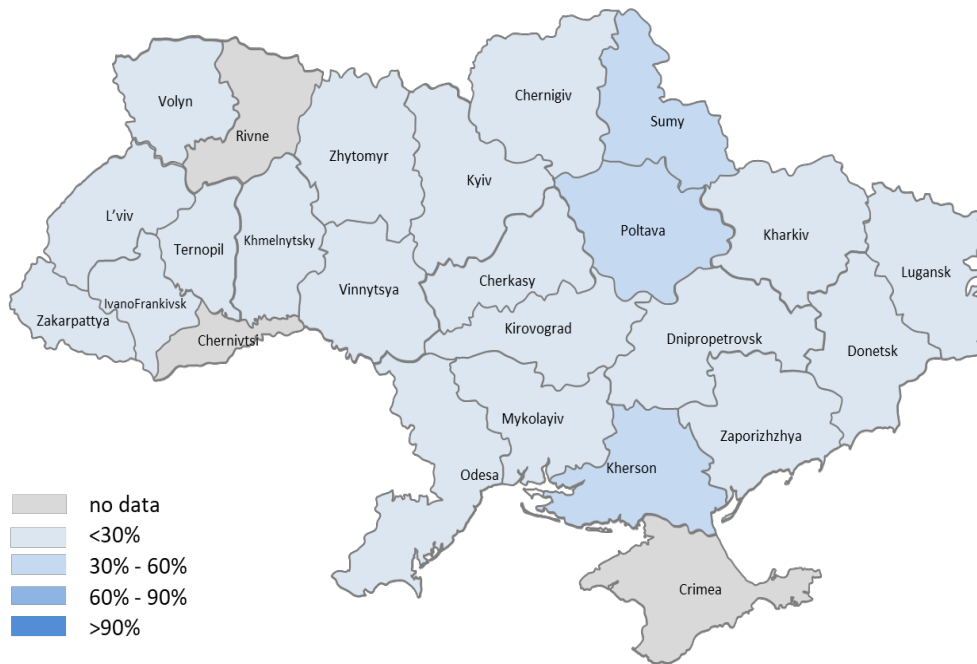 Chernigiv
Volyn
Sumy
Rivne
Zhytomyr
Kyiv
L'viv
Poltava
Kharkiv
Ternopil
Khmelnytsky
Lugansk
Cherkasy
Vinnytsya
IvanoFrankivsk
Zakarpattya
Kirovograd
Chernivtsi
Dnipropetrovsk
Donetsk
Mykolayiv
Zaporizhzhya
Kherson
Odesa
no data
<30%
30% - 60%
60% - 90%
>90%
Crimea